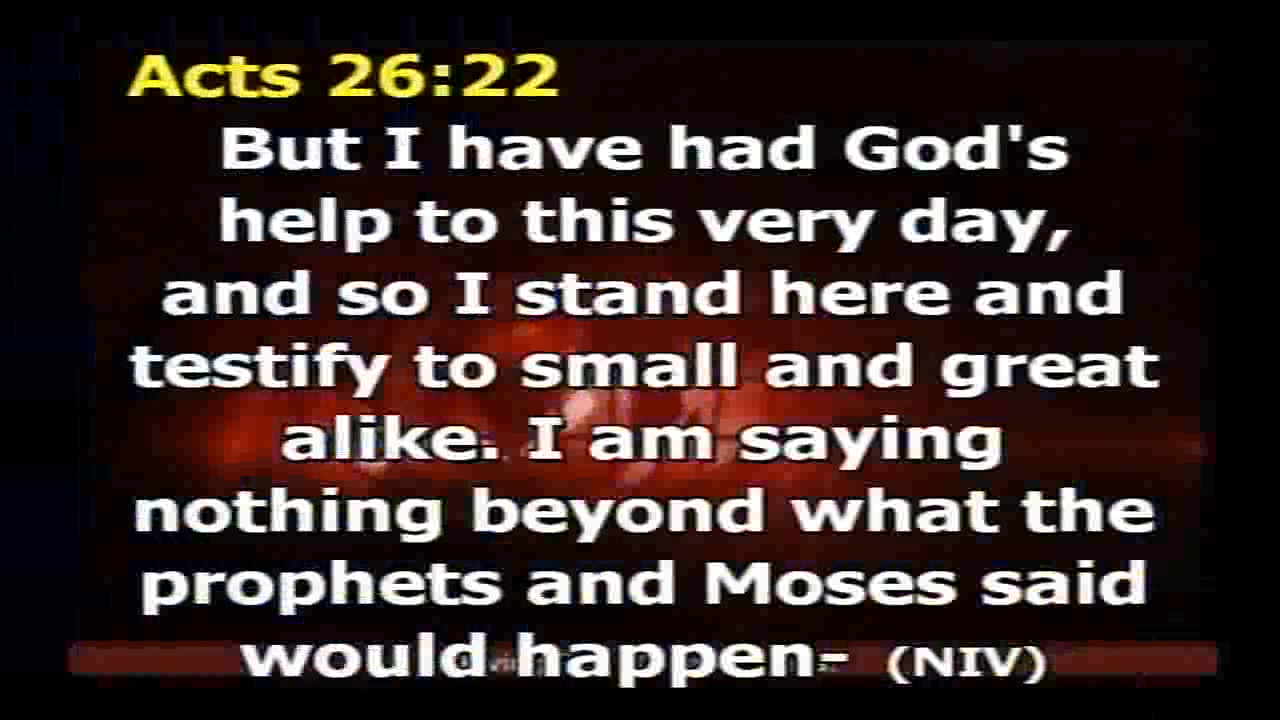 Acts 26:22
But I have had God's
help to this very day,
and so I stand here and
testify to small and great
alike. I am saying
nothing beyond what the
prophets and Moses said
would happen- (NIV)